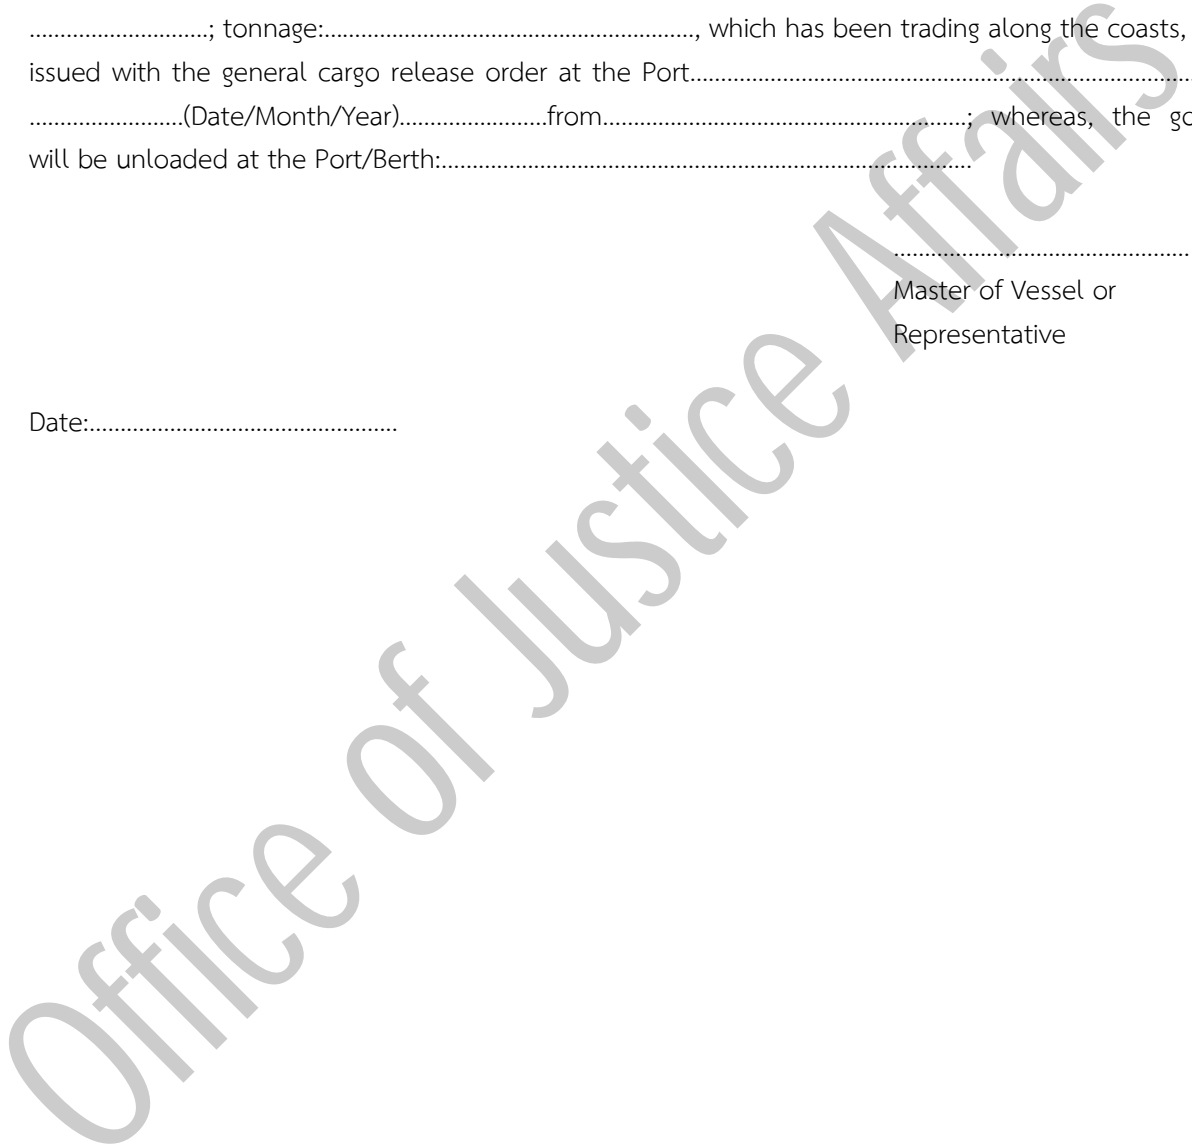 .............................; tonnage:............................................................, which has been trading along the coasts,
issued with the general cargo release order at the Port..................................................................................
.........................(Date/Month/Year)........................from...........................................................; whereas, the go
will be unloaded at the Port/Berth:......................................................................................
................................................
Master of Vessel or
Representative
Date:..................................................
Office of Justice Affairs